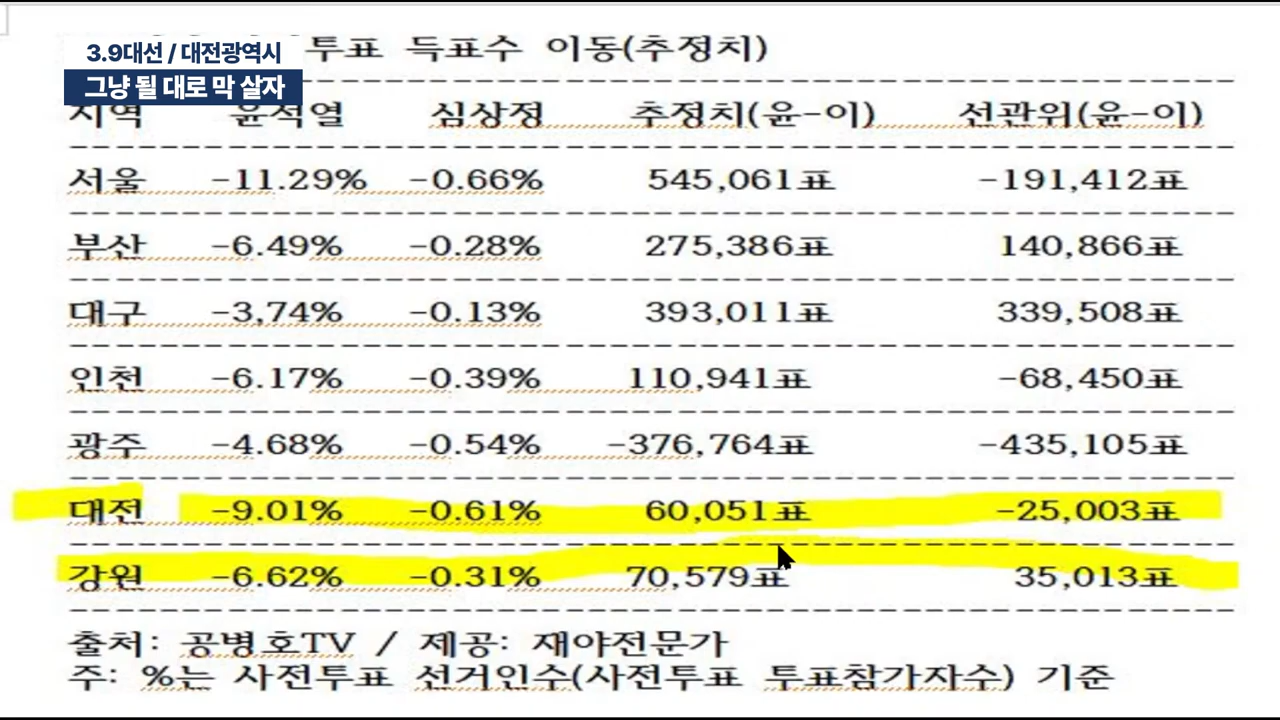 3.9대선 / 대전광역시
그냥 될 대로 막 살자
투표 득표수 이동(추정치)
지역 윤석열 심상정 추정치(윤-이) 선관위(윤-이)
서울 -11.29% -0.66% 545,061표 -191,412표
부산 -6.49% -0.28% 275,386표 140,866표
대구 -3,74% -0.13% 393,011표 339,508표
인천 -6.17% -0.39% 110,941표 -68,450표
광주 -4.68% -0.54% -376,764표 -435,105표
대전 -9.01% -0.61% 60,051표 -25,003표
강원 -6.62% -0.31% 70,579표 35,013표
출처: 공병호TV / 제공: 재야전문가
주: %는 사전투표 선거인수(사전투표 투표참가자수) 기준